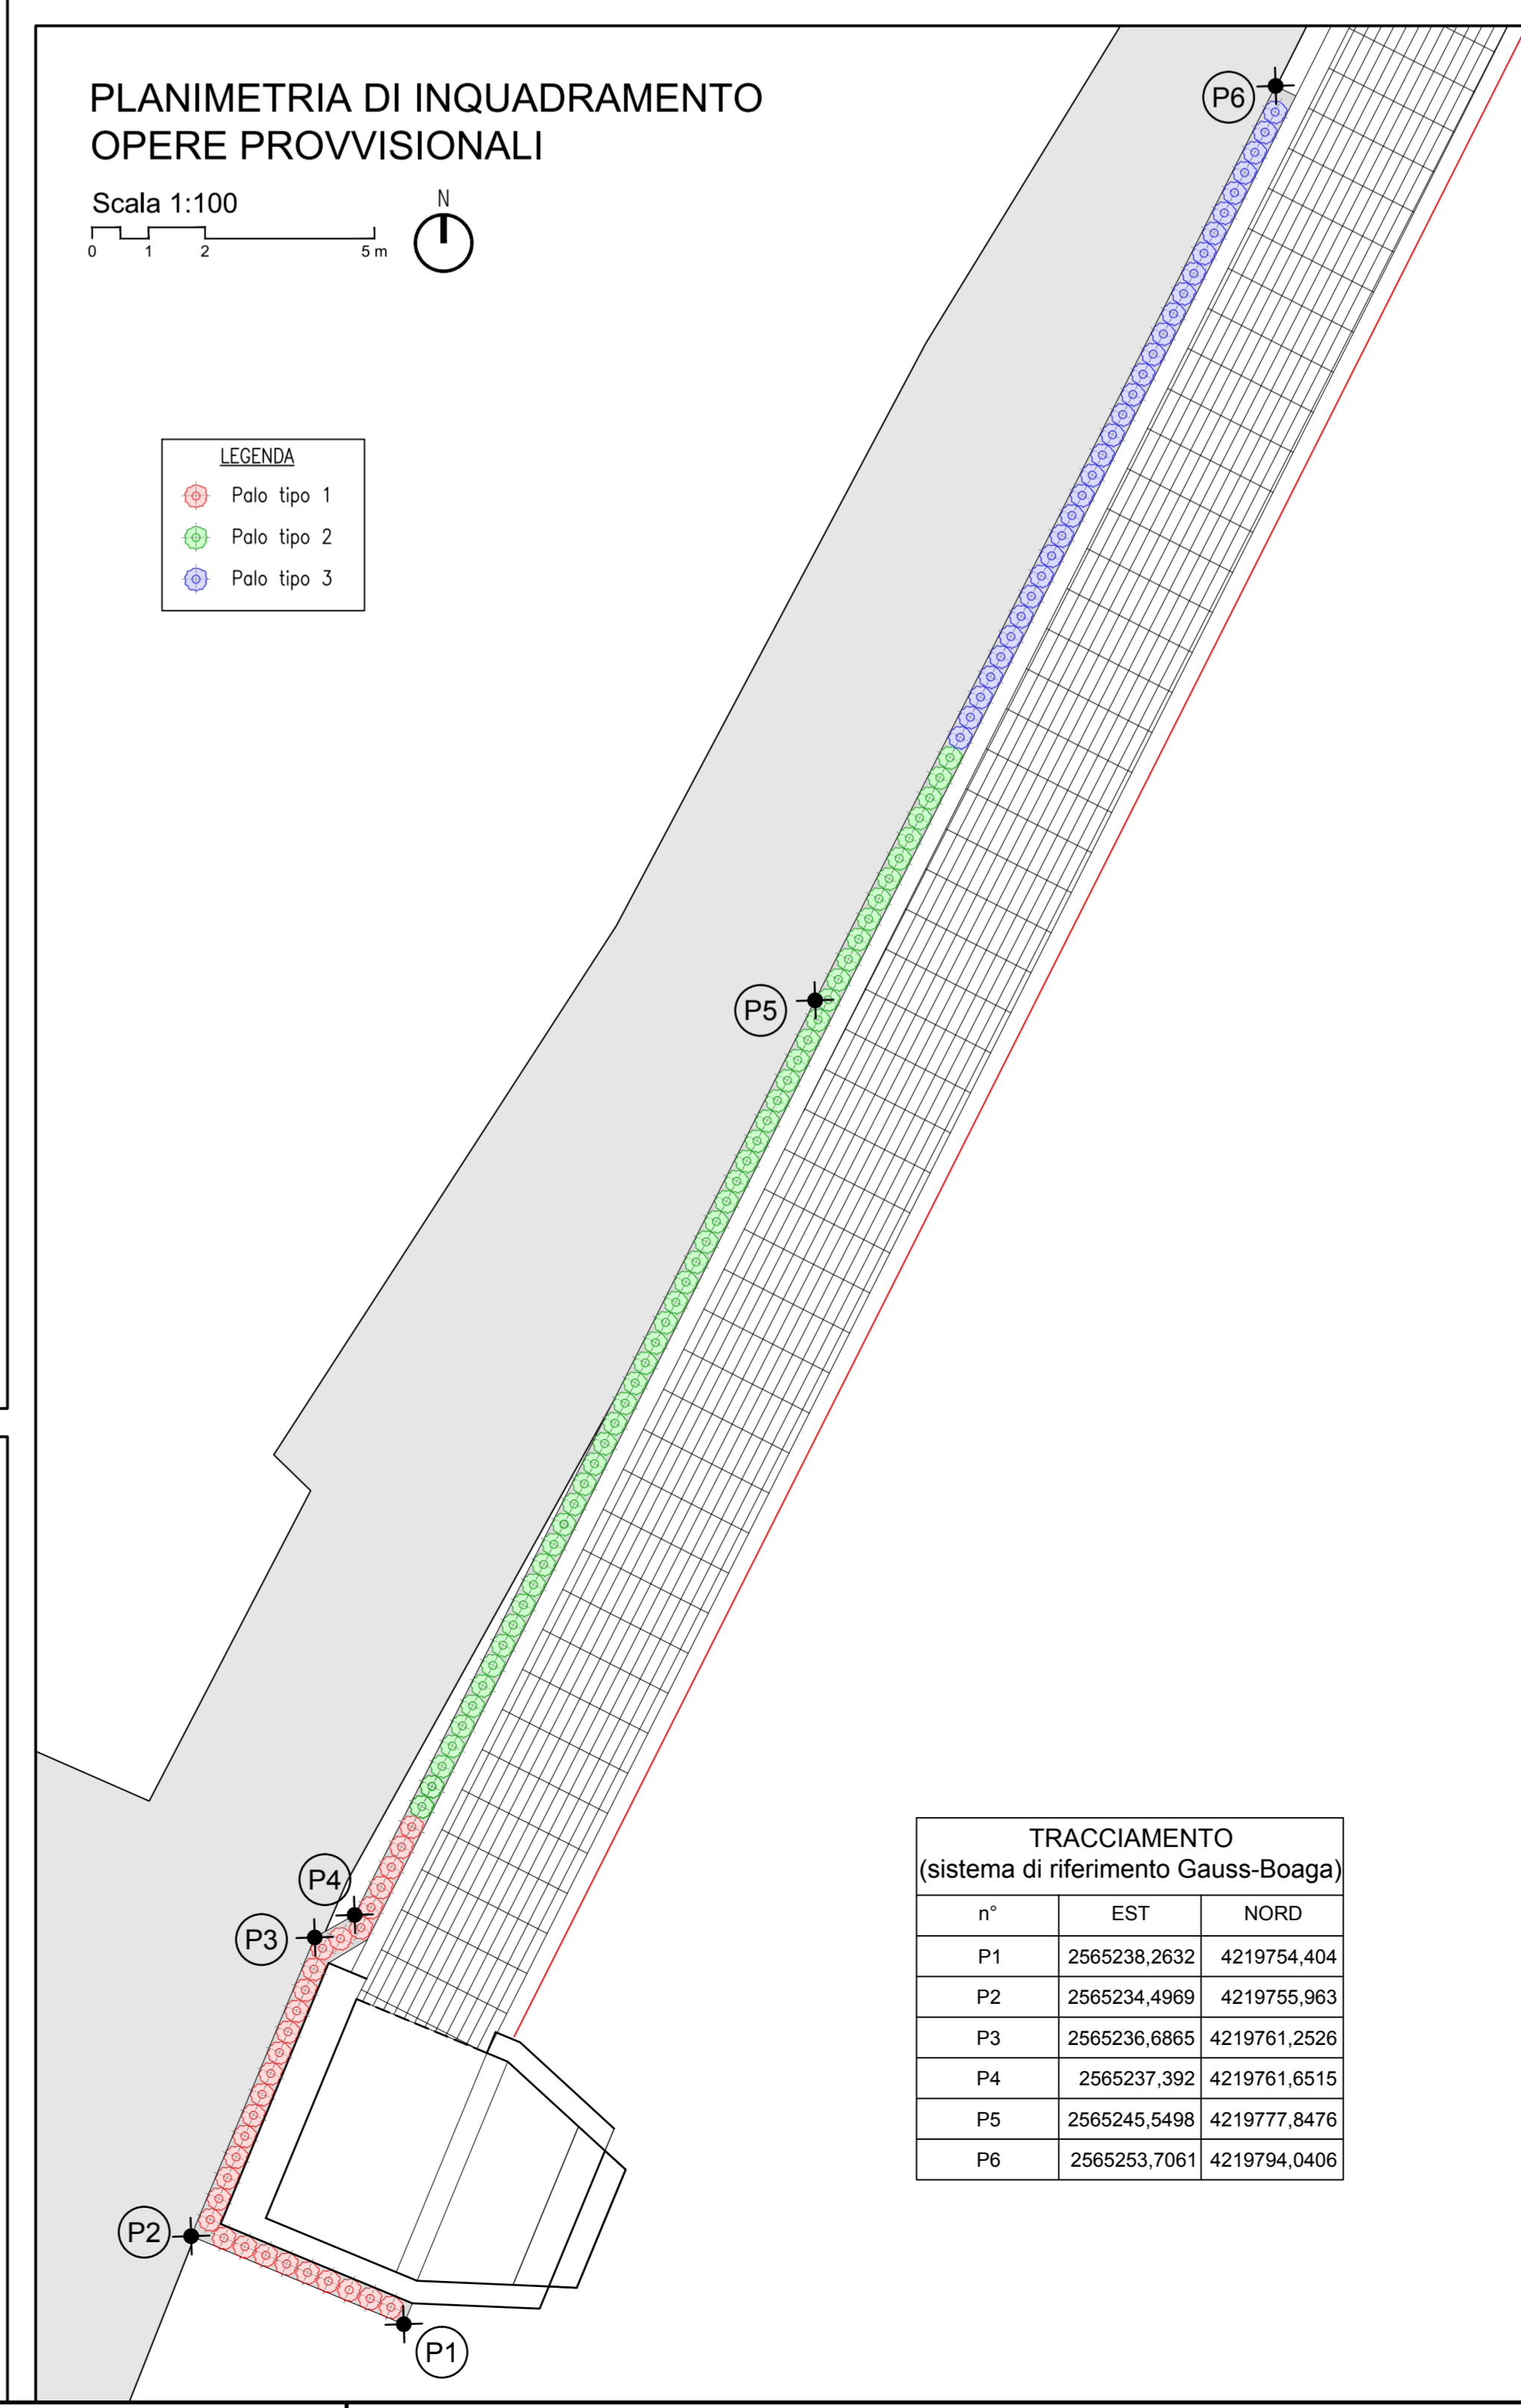 PLANIMETRIA DI INQUADRAMENTO
OPERE PROVVISIONALI
Scala 1:100
N
0 1 2 5 m
LEGENDA
Palo tipo 1
Palo tipo 2
Palo tipo 3
P6
P5
P4
P3
P2
P1
TRACCIAMENTO
(sistema di riferimento Gauss-Boaga)
n° EST NORD
P1 2565238,2632 4219754,404
P2 2565234,4969 4219755,963
P3 2565236,6865 4219761,2526
P4 2565237,392 4219761,6515
P5 2565245,5498 4219777,8476
P6 2565253,7061 4219794,0406